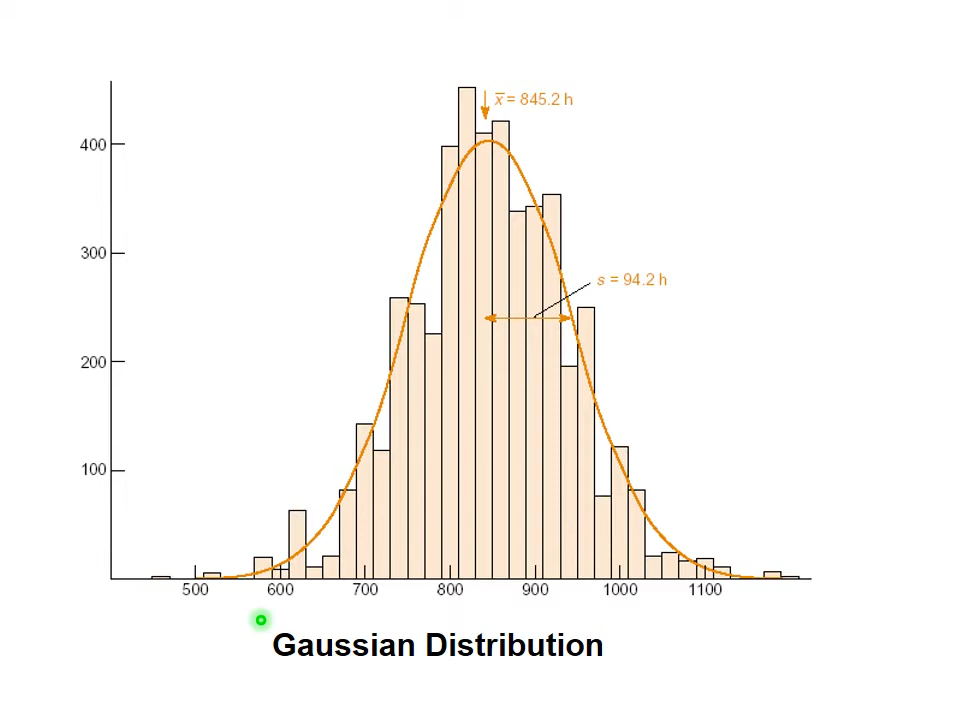 x̅ = 845.2 h
400
300
s = 94.2 h
200
100
500 600 700 800 900 1000 1100
Gaussian Distribution